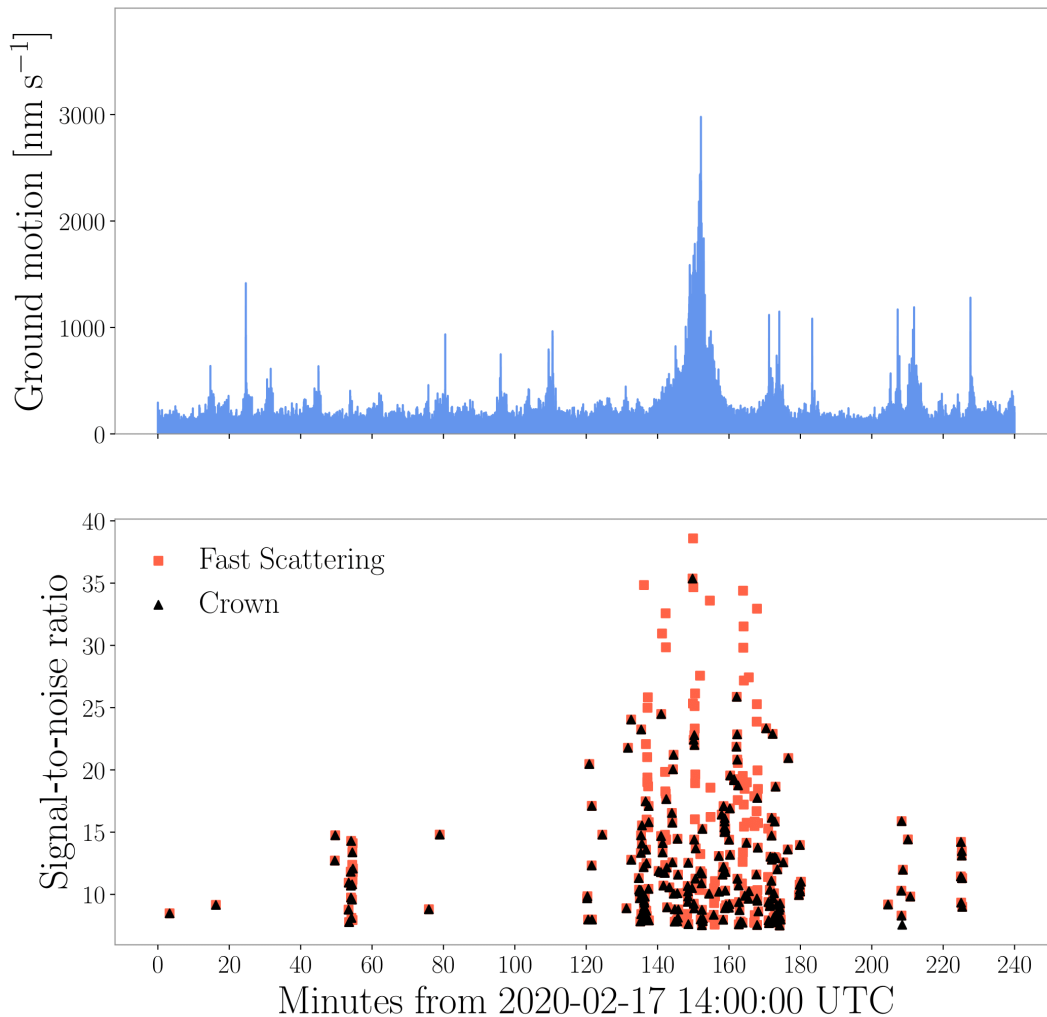 Ground motion [nm s⁻¹]
3000
2000
1000
0
Signal-to-noise ratio
40
35
30
25
20
15
10
Fast Scattering
Crown
0 20 40 60 80 100 120 140 160 180 200 220 240
Minutes from 2020-02-17 14:00:00 UTC